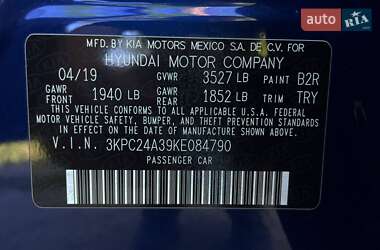 auto RIA.com
MFD. BY KIA MOTORS MEXICO S.A. DE C.V. FOR
HYUNDAI MOTOR COMPANY
04/19 GVWR 3527 LB PAINT B2R
GAWR FRONT 1940 LB GAWR REAR 1852 LB TRIM TRY
THIS VEHICLE CONFORMS TO ALL APPLICABLE U.S. FEDERAL
MOTOR VEHICLE SAFETY, BUMPER, AND THEFT PREVENTION
STANDARDS IN EFFECT ON THE DATE OF MANUFACTURE SHOWN ABOVE.
V.I.N. 3KPC24A39KE084790
PASSENGER CAR